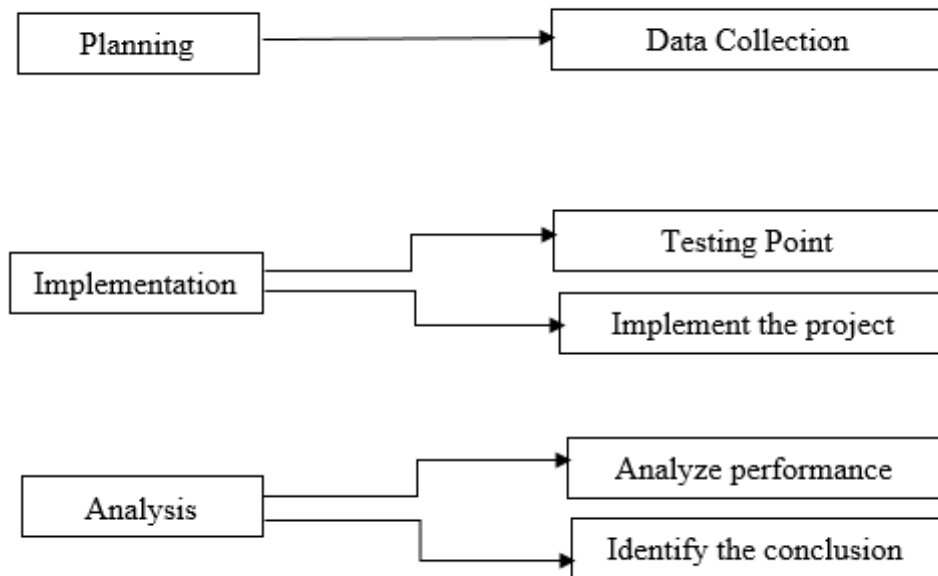 Planning
Data Collection
Testing Point
Implementation
Implement the project
Analyze performance
Analysis
Identify the conclusion